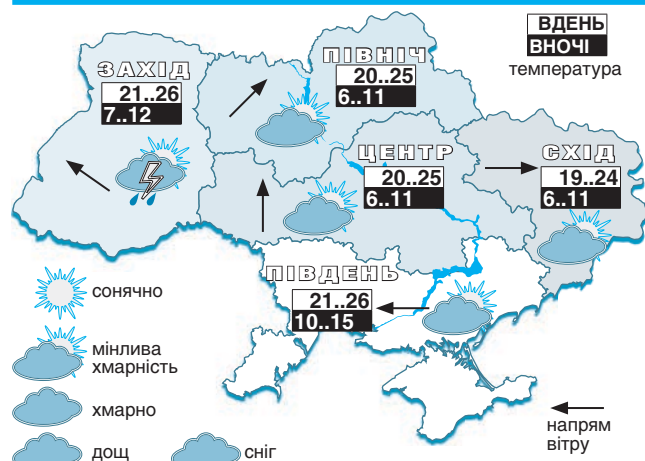 ВДЕНЬ
ВНОЧІ
температура
ЗАХІД
21..26
7..12
ПІВНІЧ
20..25
6..11
ЦЕНТР
20..25
6..11
СХІД
19..24
6..11
ПІВДЕНЬ
21..26
10..15
сонячно
мінлива
хмарність
хмарно
дощ
сніг
напрям
вітру